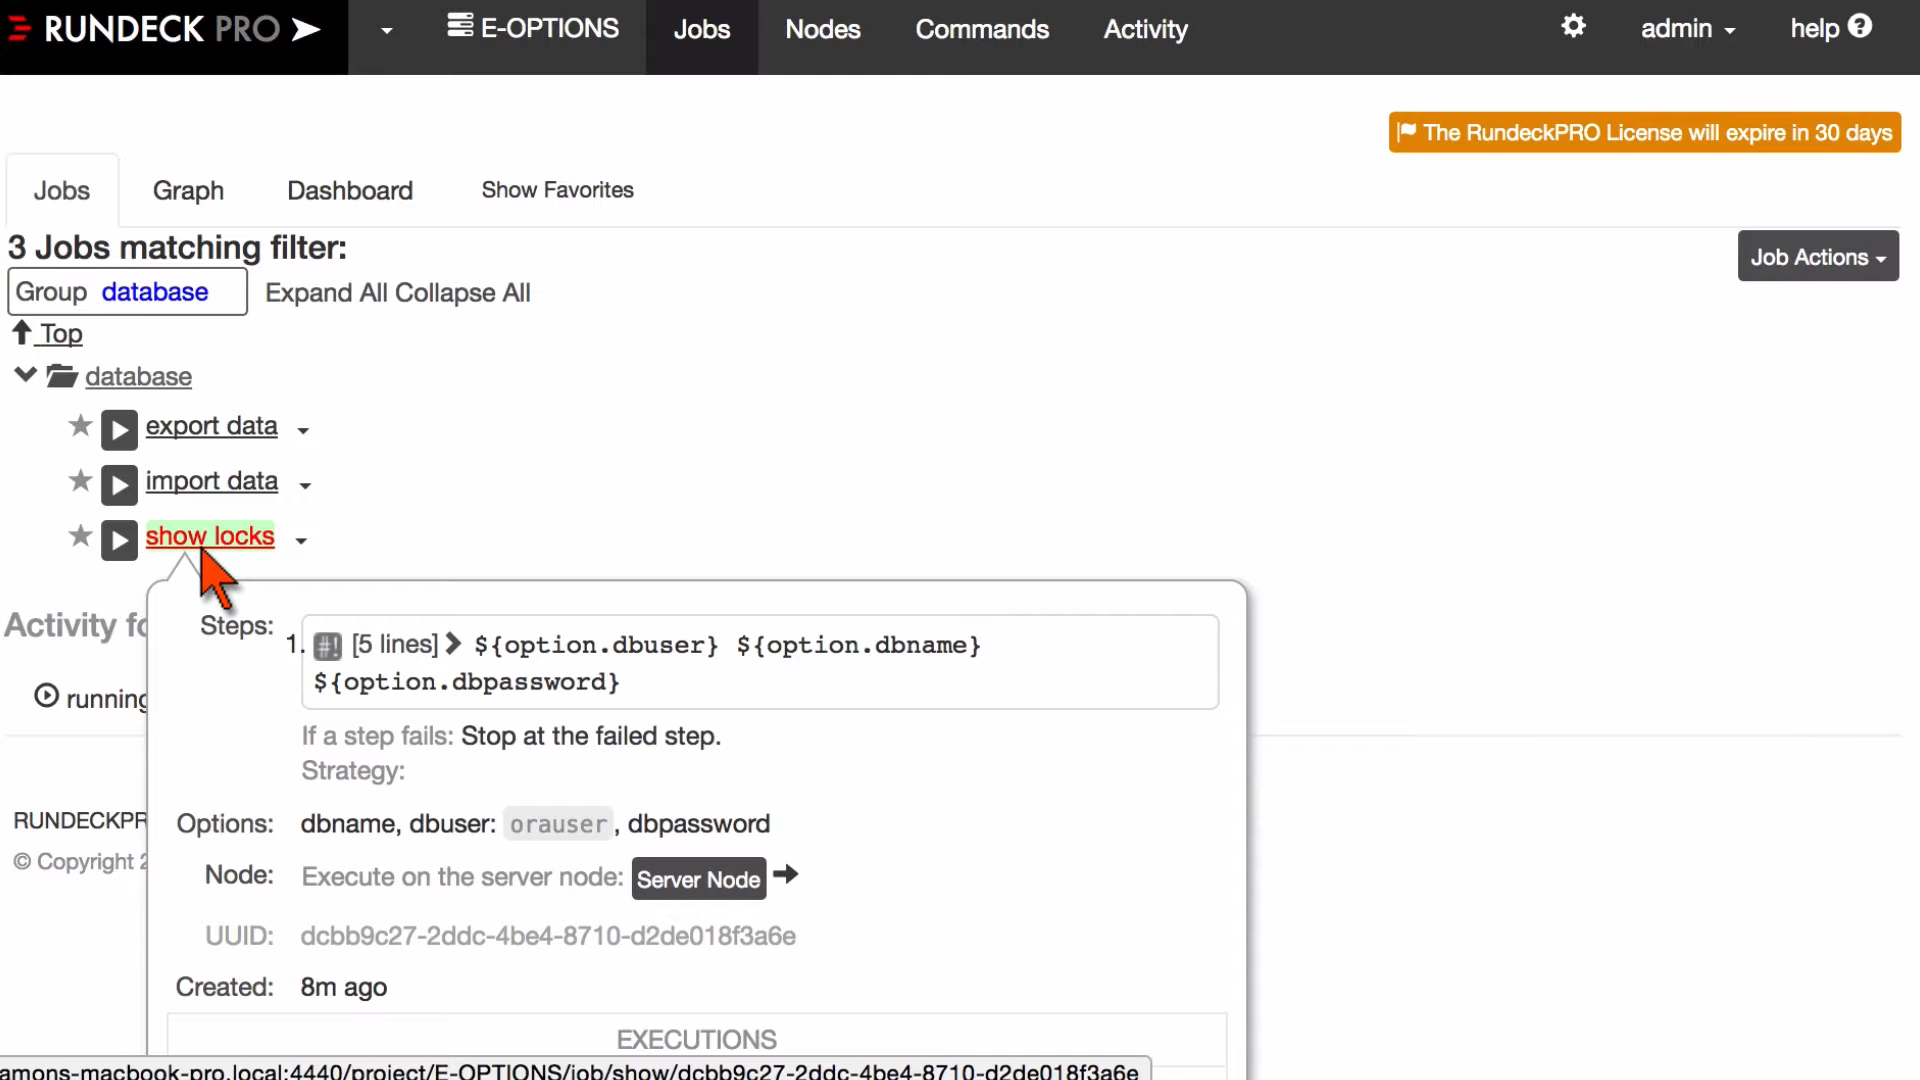 RUNDECK PRO
E-OPTIONS
Jobs
Nodes
Commands
Activity
admin
help
The RundeckPRO License will expire in 30 days
Jobs
Graph
Dashboard
Show Favorites
3 Jobs matching filter:
Job Actions
Group database
Expand All Collapse All
Top
database
export data
import data
show locks
Activity fo
Steps:
1. #! [5 lines] ${option.dbuser} ${option.dbname}
${option.dbpassword}
running
If a step fails: Stop at the failed step.
Strategy:
RUNDECKPR
Options: dbname, dbuser: orauser , dbpassword
© Copyright 2
Node: Execute on the server node: Server Node
UUID: dcbb9c27-2ddc-4be4-8710-d2de018f3a6e
Created: 8m ago
EXECUTIONS
amons-macbook-pro.local:4440/project/E-OPTIONS/job/show/dcbb9c27-2ddc-4be4-8710-d2de018f3a6e